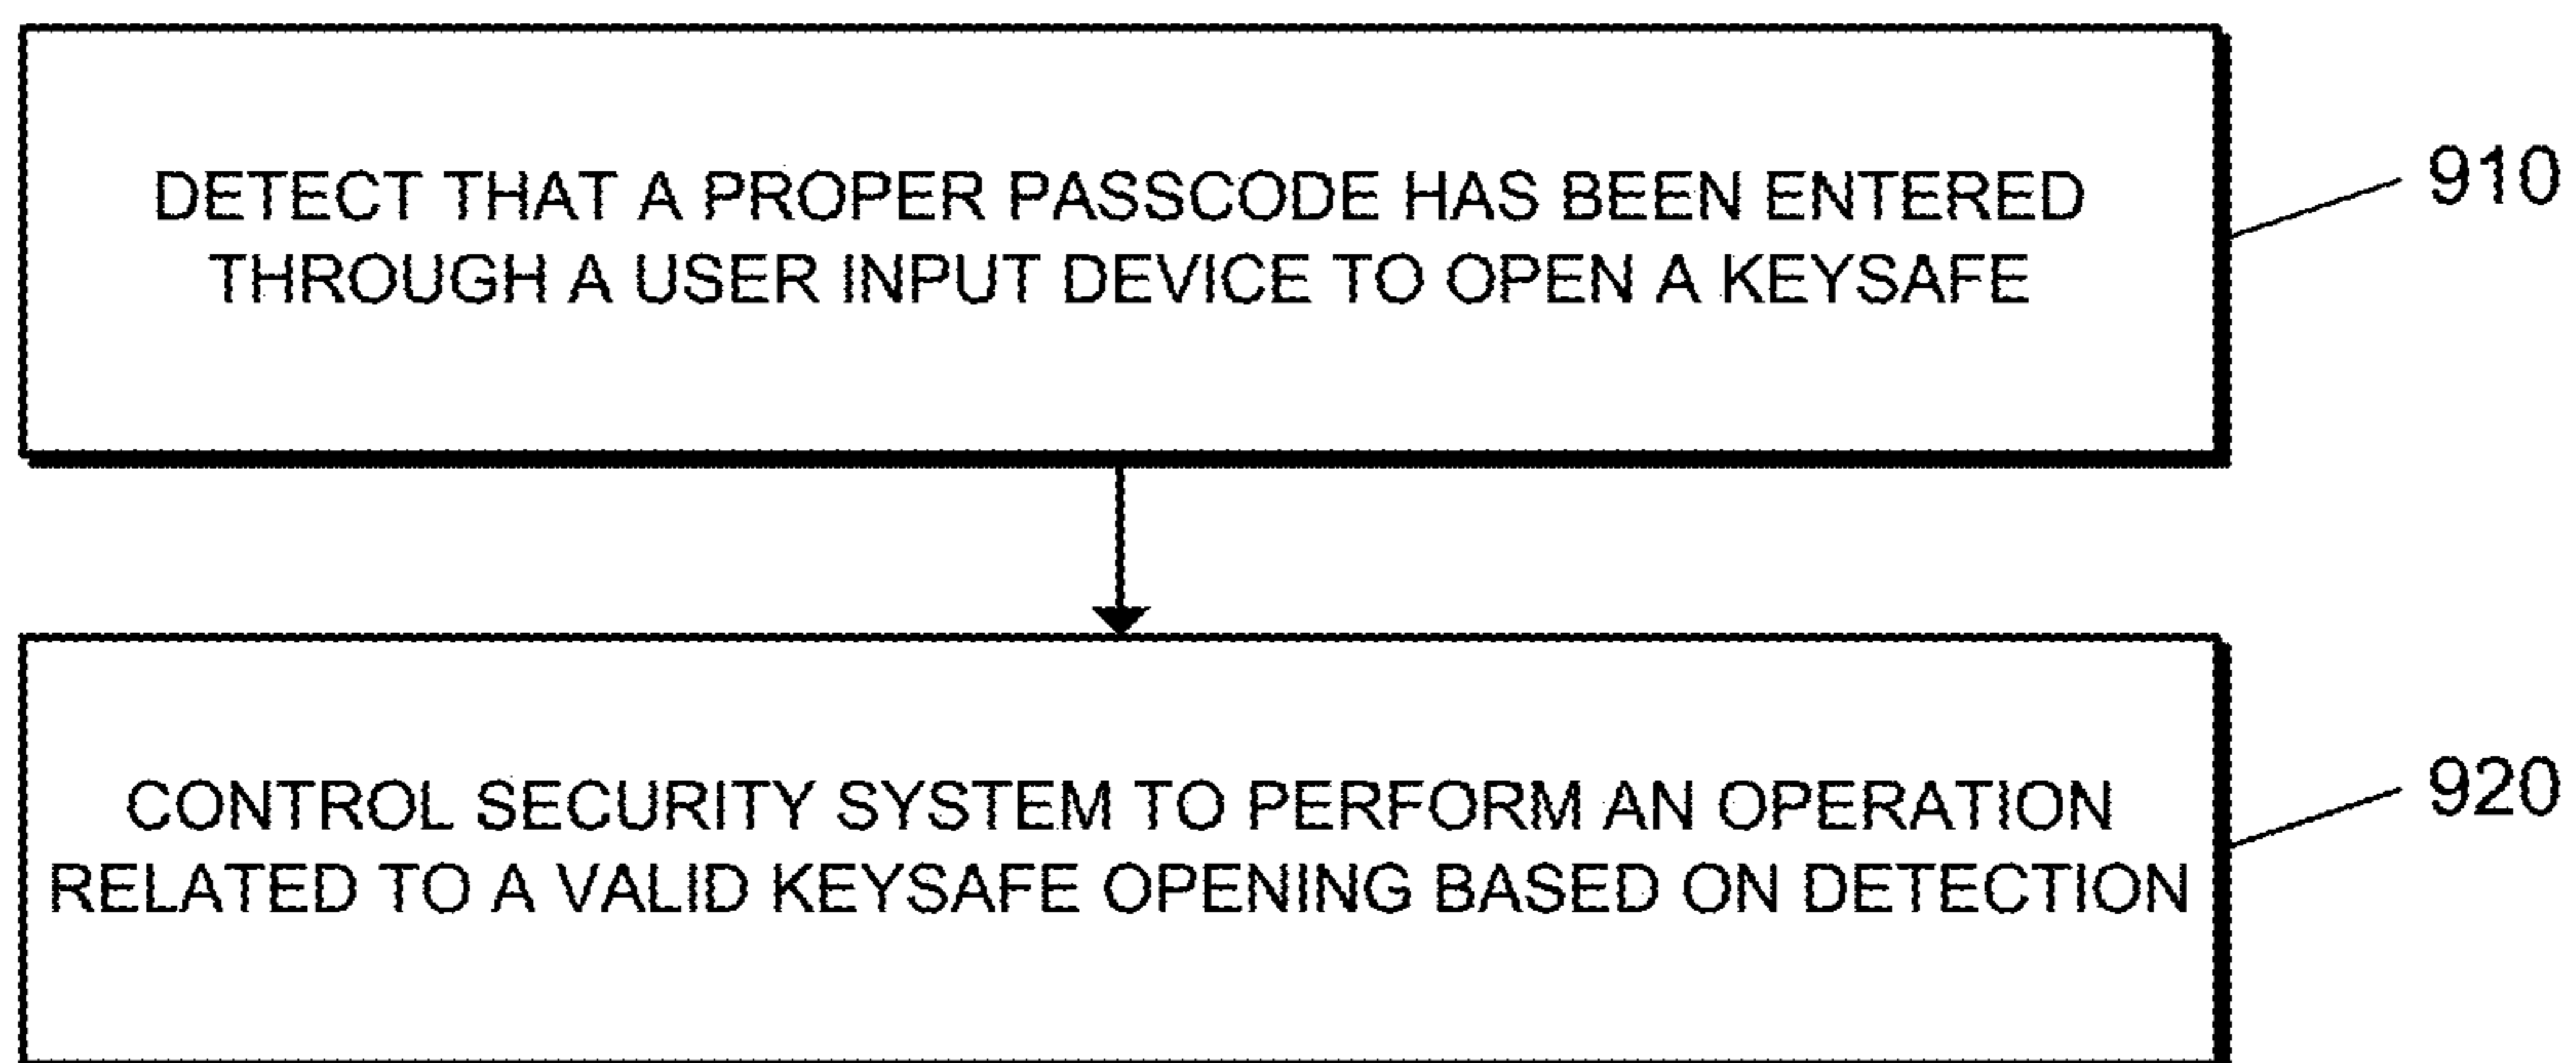 DETECT THAT A PROPER PASSCODE HAS BEEN ENTERED
THROUGH A USER INPUT DEVICE TO OPEN A KEYSAFE
910
CONTROL SECURITY SYSTEM TO PERFORM AN OPERATION
RELATED TO A VALID KEYSAFE OPENING BASED ON DETECTION
920